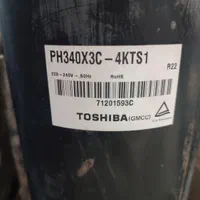 PH340X3C-4KTS1
220-240V~,50Hz RoHS R22
71201593C
TOSHIBA (GMCC)